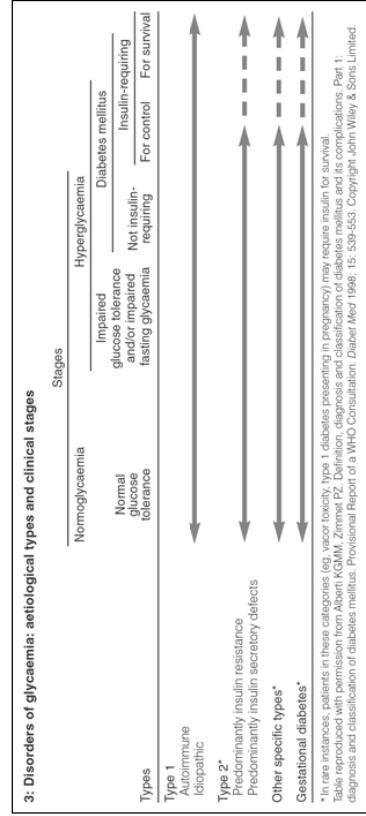 3: Disorders of glycaemia: aetiological types and clinical stages
Stages
Normoglycaemia
Hyperglycaemia
Diabetes mellitus
Insulin-requiring
Types
Normal
glucose
tolerance
Impaired
glucose tolerance
and/or impaired
fasting glycaemia
Not insulin-
requiring
For control
For survival
Type 1
Autoimmune
Idiopathic
Type 2*
Predominantly insulin resistance
Predominantly insulin secretory defects
Other specific types*
Gestational diabetes*
* In rare instances, patients in these categories (eg, vacor toxicity, type 1 diabetes presenting in pregnancy) may require insulin for survival.
Table reproduced with permission from Alberti KGMM, Zimmet PZ. Definition, diagnosis and classification of diabetes mellitus and its complications. Part 1:
diagnosis and classification of diabetes mellitus. Provisional Report of a WHO Consultation. Diabet Med 1998; 15: 539-553. Copyright John Wiley & Sons Limited.